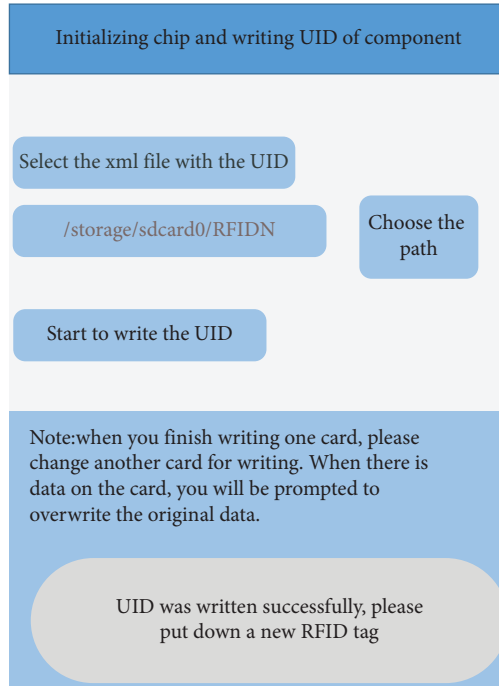 Initializing chip and writing UID of component
Select the xml file with the UID
/storage/sdcard0/RFIDN
Choose the
path
Start to write the UID
Note:when you finish writing one card, please
change another card for writing. When there is
data on the card, you will be prompted to
overwrite the original data.
UID was written successfully, please
put down a new RFID tag